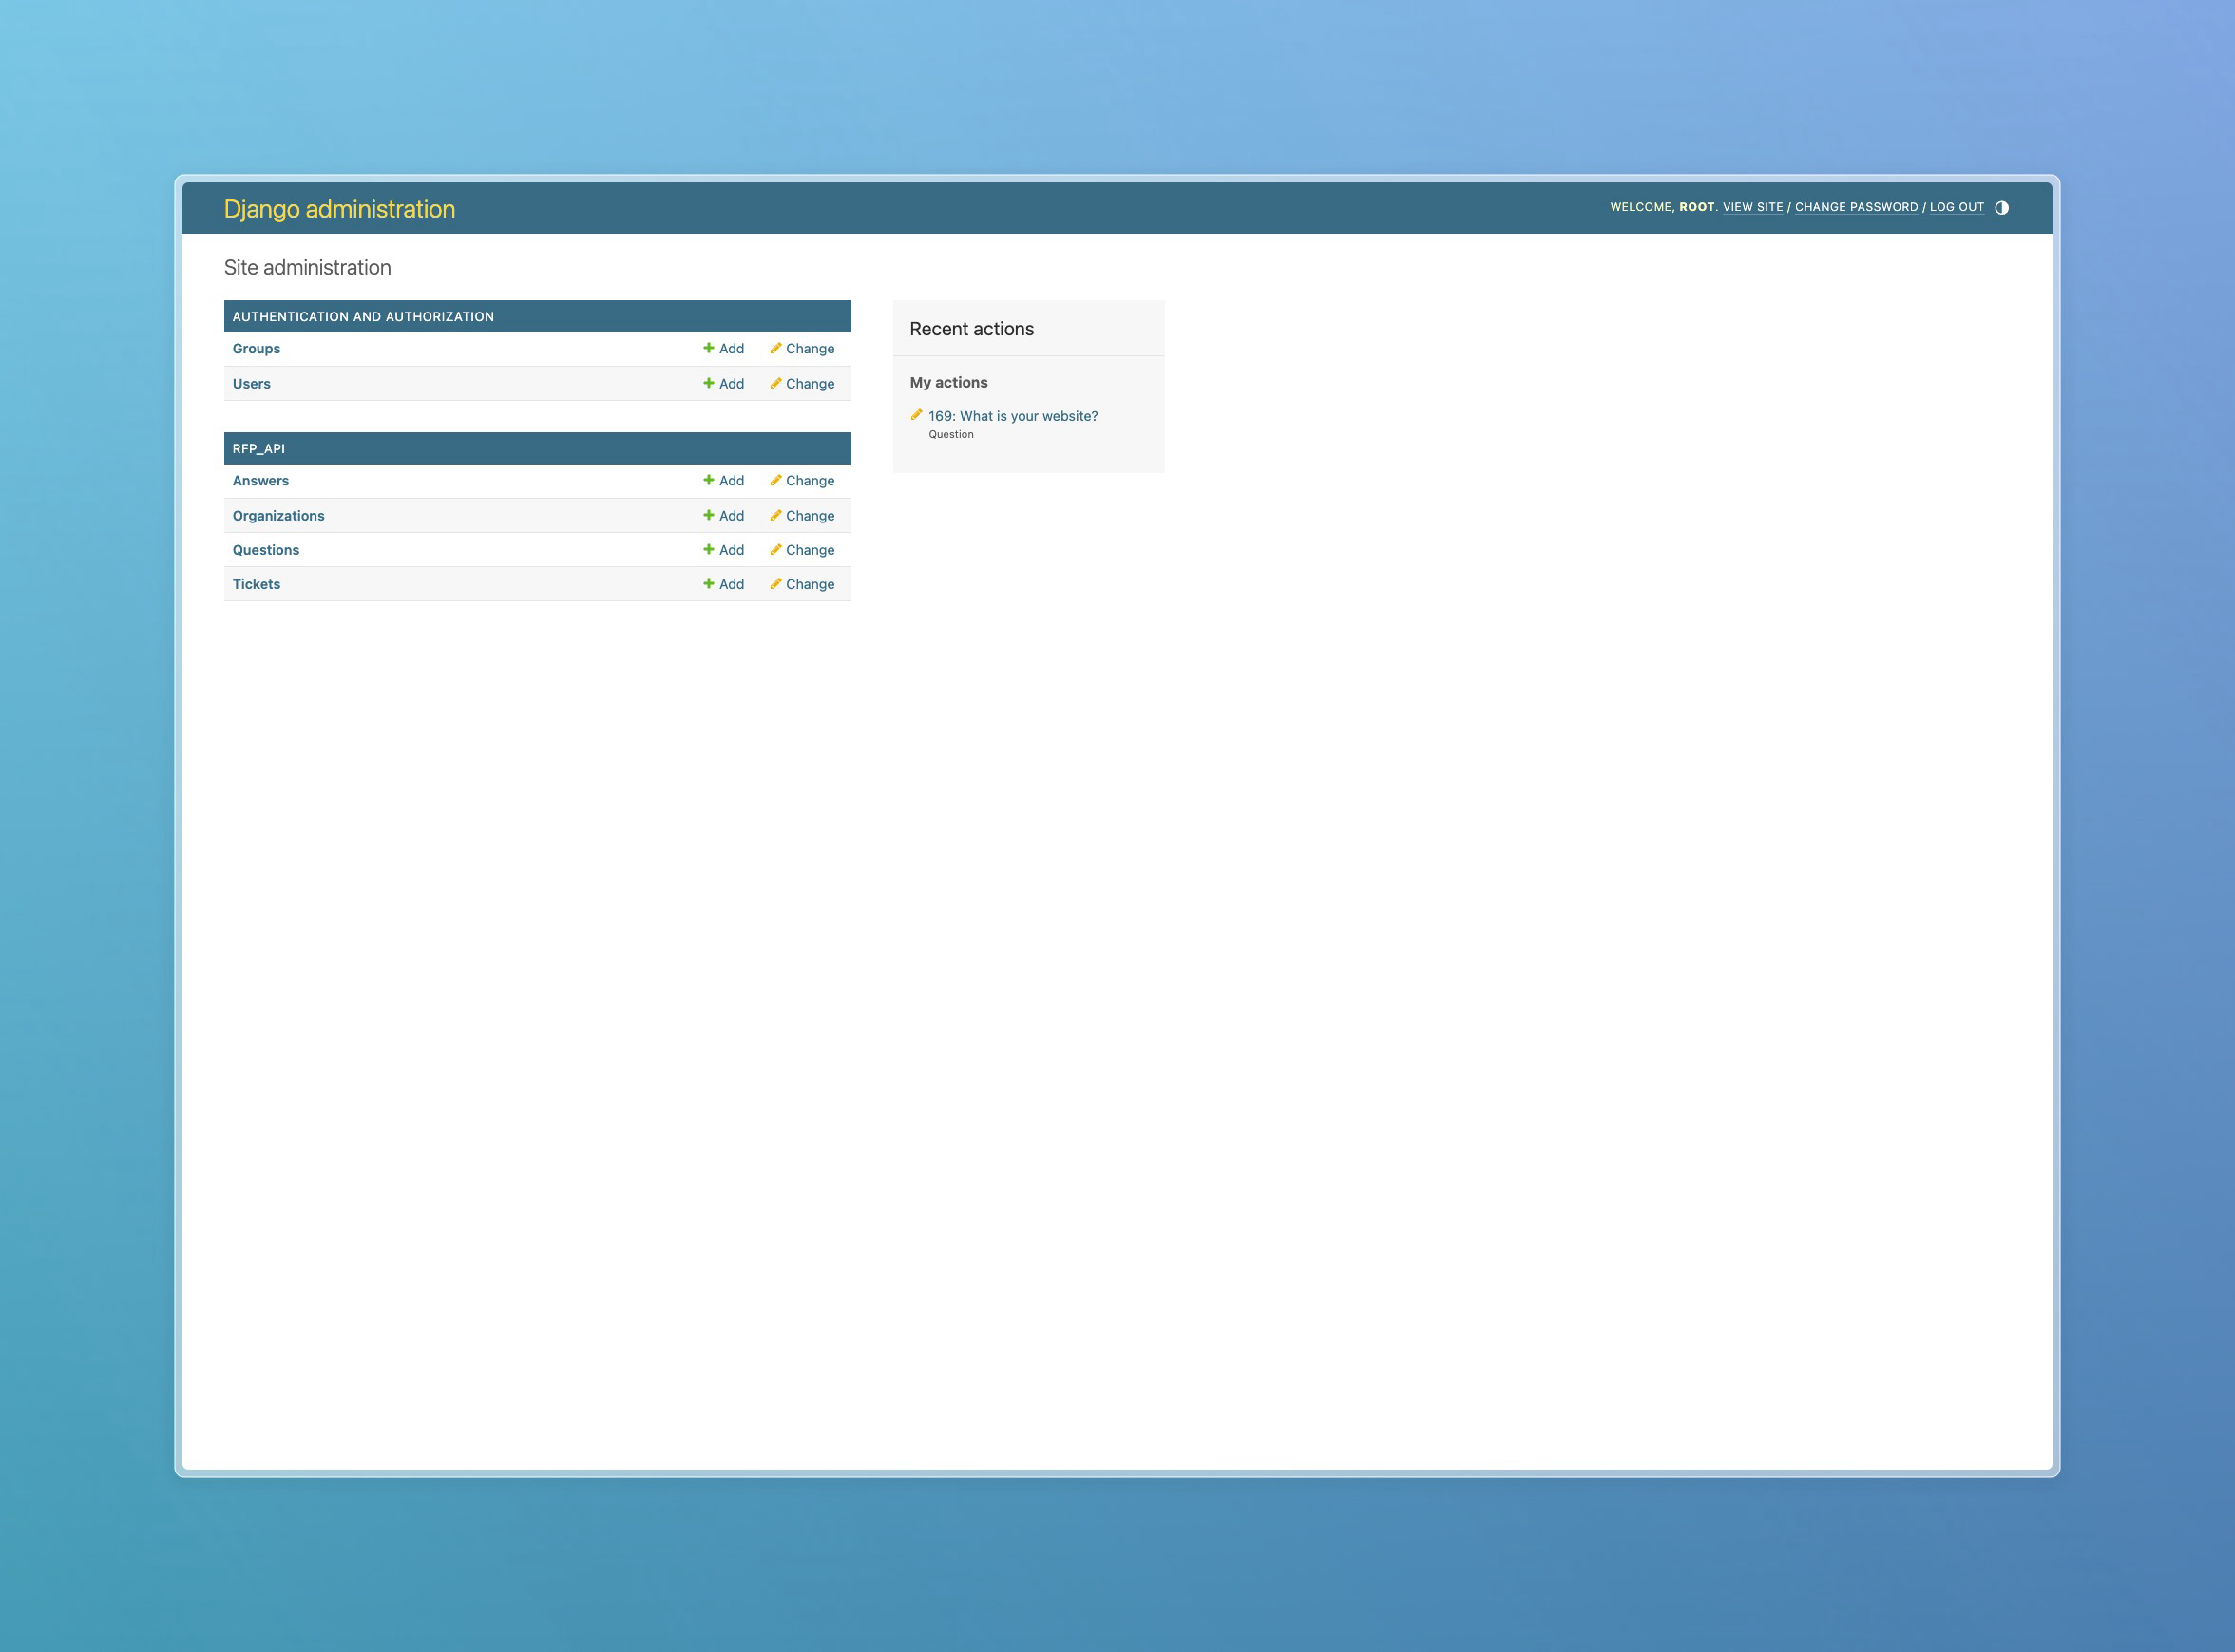 Django administration
WELCOME, ROOT. VIEW SITE / CHANGE PASSWORD / LOG OUT
Site administration
AUTHENTICATION AND AUTHORIZATION
Groups Add Change
Users Add Change
RFP_API
Answers Add Change
Organizations Add Change
Questions Add Change
Tickets Add Change
Recent actions
My actions
169: What is your website?
Question